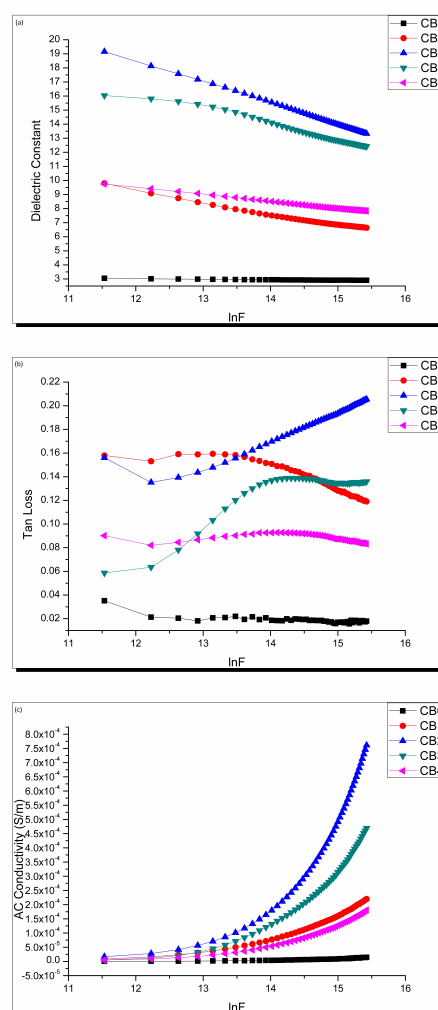 (a)
CB
CB
CB
CB
CB
20
19
18
17
16
15
14
13
12
11
10
9
8
7
6
5
4
3
Dielectric Constant
11 12 13 14 15 16
lnF
(b)
CB
CB
CB
CB
CB
0.22
0.20
0.18
0.16
0.14
0.12
0.10
0.08
0.06
0.04
0.02
Tan Loss
11 12 13 14 15 16
lnF
(c)
CB
CB
CB
CB
CB
8.0x10⁻⁴
7.5x10⁻⁴
7.0x10⁻⁴
6.5x10⁻⁴
6.0x10⁻⁴
5.5x10⁻⁴
5.0x10⁻⁴
4.5x10⁻⁴
4.0x10⁻⁴
3.5x10⁻⁴
3.0x10⁻⁴
2.5x10⁻⁴
2.0x10⁻⁴
1.5x10⁻⁴
1.0x10⁻⁴
5.0x10⁻⁵
0.0
-5.0x10⁻⁵
AC Conductivity (S/m)
11 12 13 14 15 16
lnF